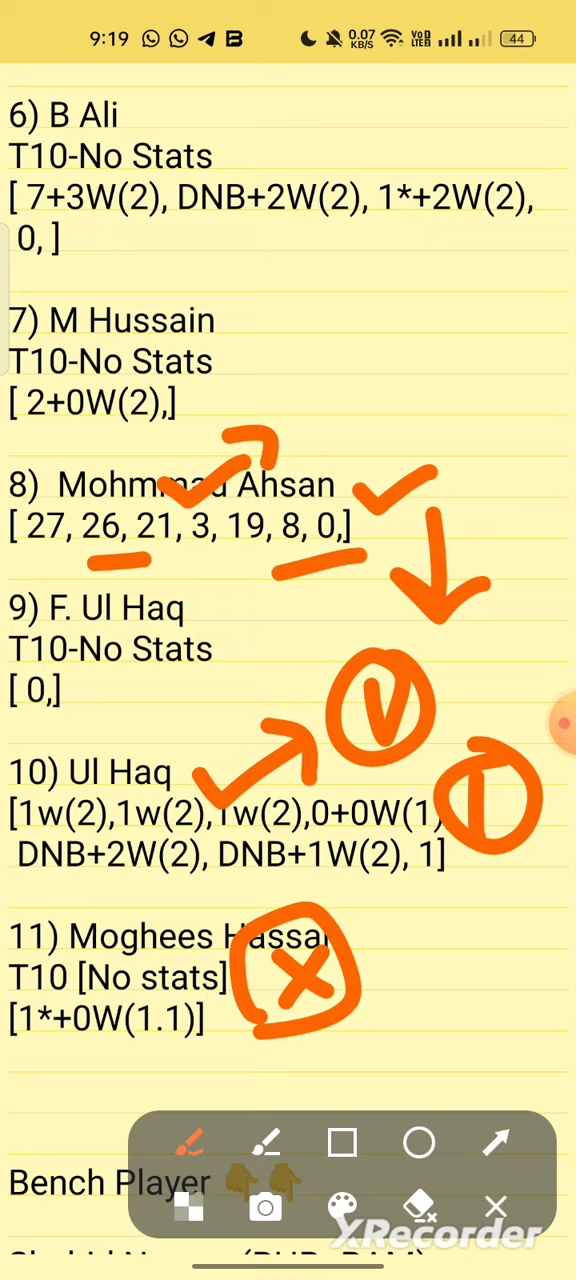 9:19
0.07
KB/S
Vo
LTE2
44
6) B Ali
T10-No Stats
[ 7+3W(2), DNB+2W(2), 1*+2W(2),
0, ]
7) M Hussain
T10-No Stats
[ 2+0W(2),]
8) Mohmmad Ahsan
[ 27, 26, 21, 3, 19, 8, 0,]
9) F. Ul Haq
T10-No Stats
[ 0,]
10) Ul Haq
[1w(2),1w(2),1w(2),0+0W(1)
DNB+2W(2), DNB+1W(2), 1]
11) Moghees Hassan
T10 [No stats]
[1*+0W(1.1)]
Bench Player 👇👇
XRecorder